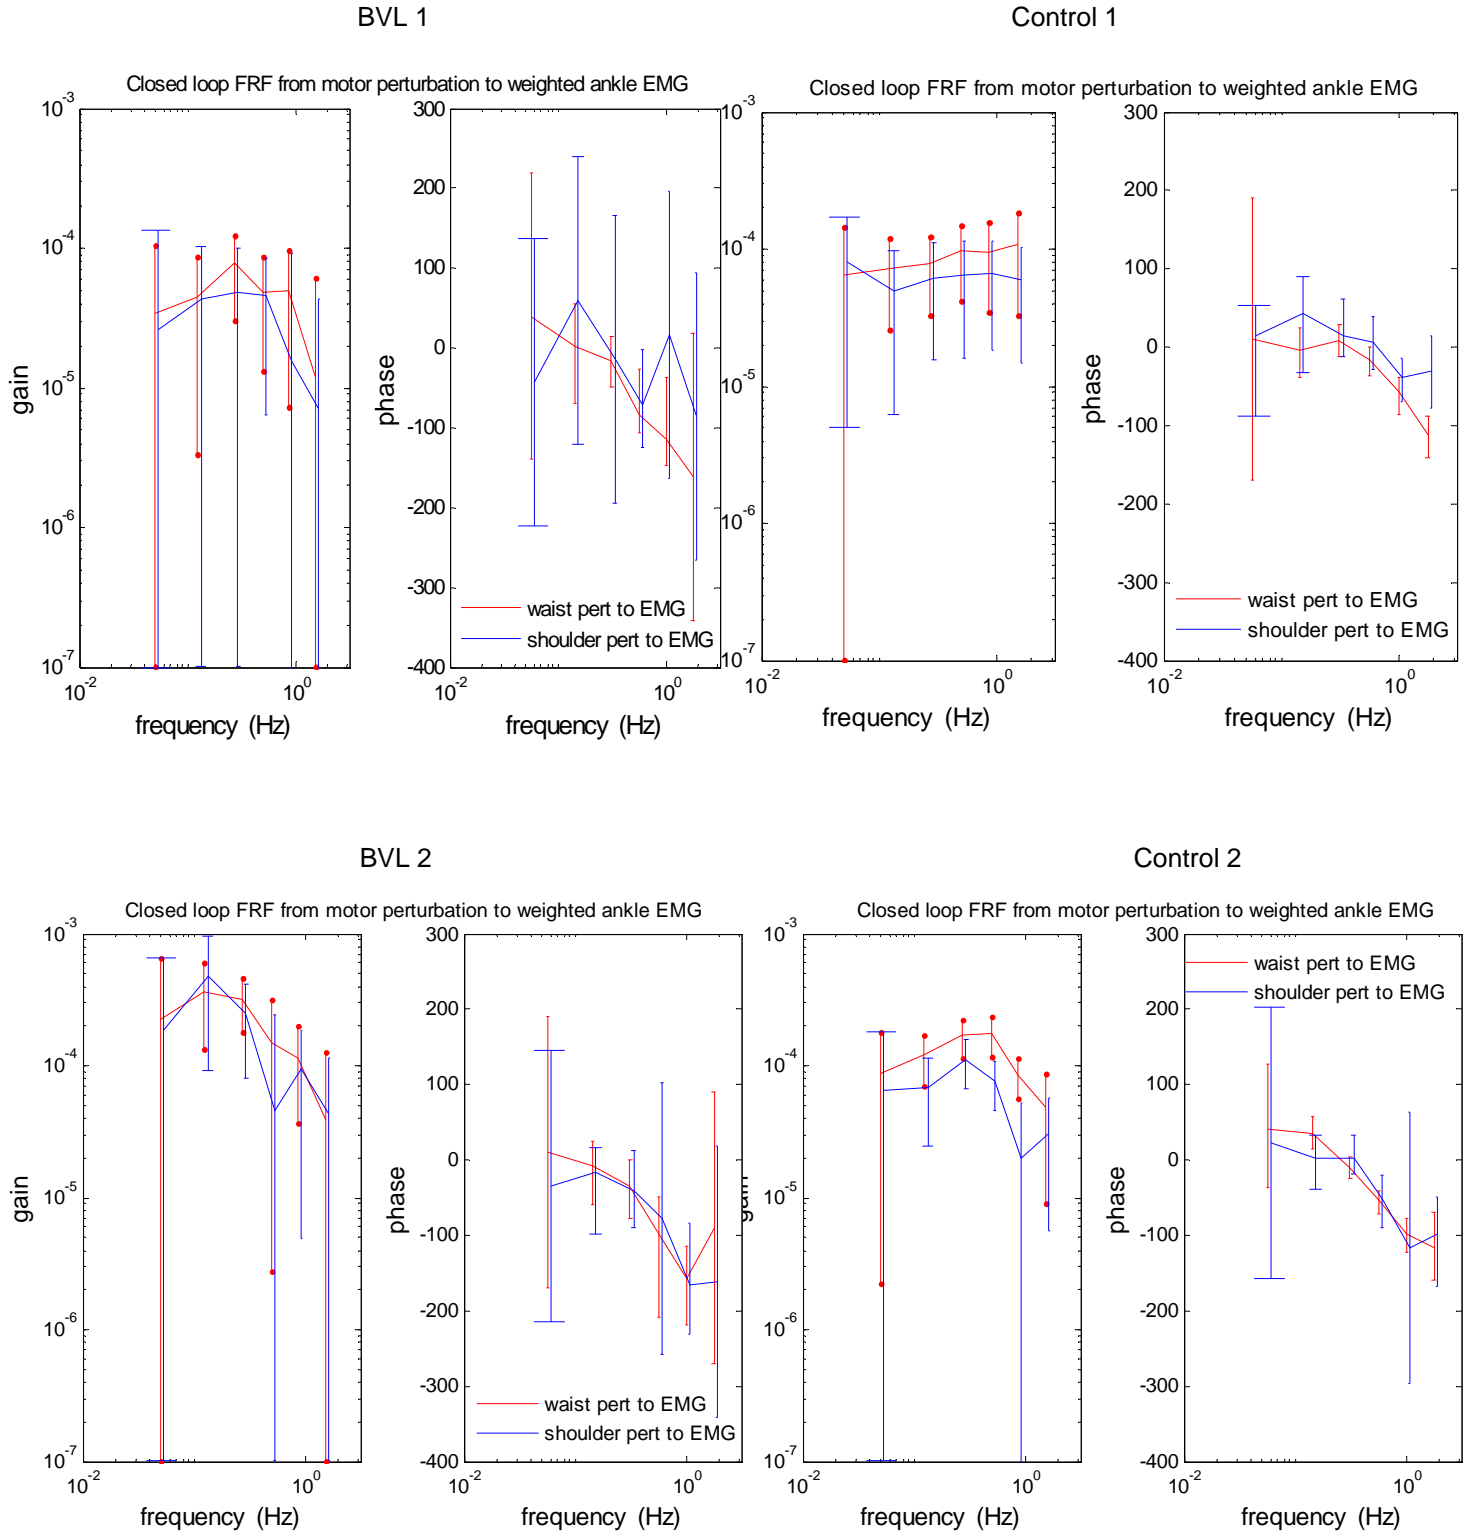 BVL 1
Control 1
Closed loop FRF from motor perturbation to weighted ankle EMG
Closed loop FRF from motor perturbation to weighted ankle EMG
10^-3
10^-4
10^-5
10^-6
10^-7
gain
10^-2
10^0
frequency (Hz)
300
200
100
0
-100
-200
-300
-400
phase
waist pert to EMG
shoulder pert to EMG
10^-2
10^0
frequency (Hz)
10^-3
10^-4
10^-5
10^-6
10^-7
10^-2
10^0
frequency (Hz)
300
200
100
0
-100
-200
-300
-400
phase
waist pert to EMG
shoulder pert to EMG
10^-2
10^0
frequency (Hz)
BVL 2
Control 2
Closed loop FRF from motor perturbation to weighted ankle EMG
Closed loop FRF from motor perturbation to weighted ankle EMG
10^-3
10^-4
10^-5
10^-6
10^-7
gain
10^-2
10^0
frequency (Hz)
300
200
100
0
-100
-200
-300
-400
phase
waist pert to EMG
shoulder pert to EMG
10^-2
10^0
frequency (Hz)
10^-3
10^-4
10^-5
10^-6
10^-7
gain
10^-2
10^0
frequency (Hz)
300
200
100
0
-100
-200
-300
-400
phase
waist pert to EMG
shoulder pert to EMG
10^-2
10^0
frequency (Hz)